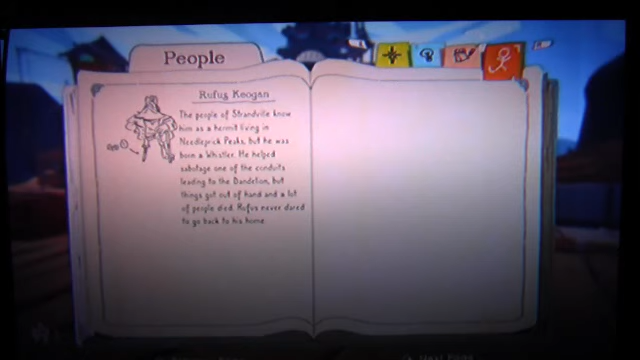 People
Rufus Keogan
The people of Strandville know
him as a hermit living in
Needleprick Peaks, but he was
born a Whistler. He helped
sabotage one of the conduits
leading to the Dandelion, but
things got out of hand and a lot
of people died. Rufus never dared
to go back to his home.